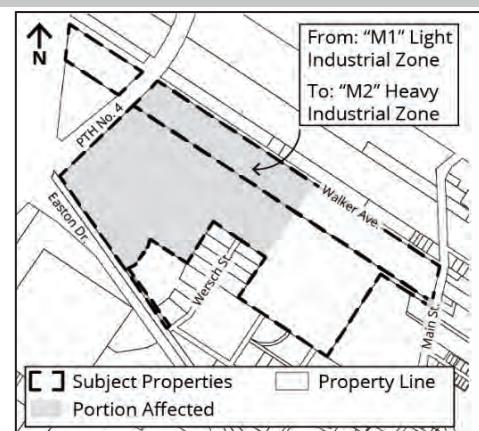 From: “M1” Light
Industrial Zone
To: “M2” Heavy
Industrial Zone
N
PTH No. 4
Easton Dr.
Walker Ave.
Wersch St.
Main St.
Subject Properties
Property Line
Portion Affected